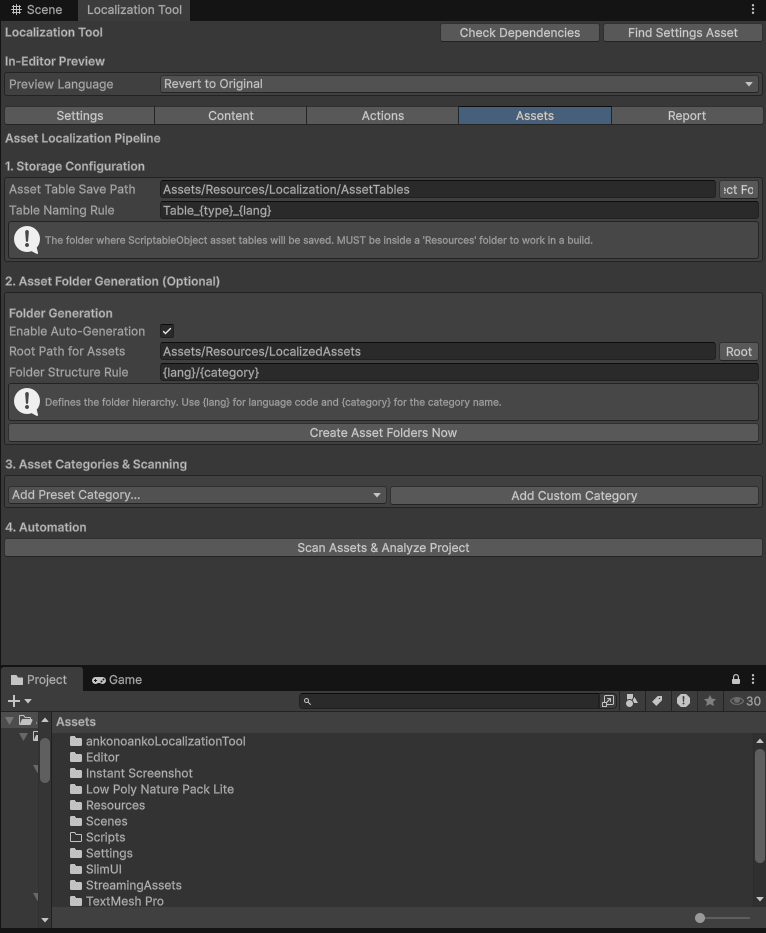 Scene
Localization Tool
Localization Tool
Check Dependencies
Find Settings Asset
In-Editor Preview
Preview Language
Revert to Original
Settings
Content
Actions
Assets
Report
Asset Localization Pipeline
1. Storage Configuration
Asset Table Save Path
Assets/Resources/Localization/AssetTables
Table Naming Rule
Table_{type}_{lang}
The folder where ScriptableObject asset tables will be saved. MUST be inside a 'Resources' folder to work in a build.
2. Asset Folder Generation (Optional)
Folder Generation
Enable Auto-Generation
Root Path for Assets
Assets/Resources/LocalizedAssets
Root
Folder Structure Rule
{lang}/{category}
Defines the folder hierarchy. Use {lang} for language code and {category} for the category name.
Create Asset Folders Now
3. Asset Categories & Scanning
Add Preset Category...
Add Custom Category
4. Automation
Scan Assets & Analyze Project
Project
Game
30
Assets
ankonoankoLocalizationTool
Editor
Instant Screenshot
Low Poly Nature Pack Lite
Resources
Scenes
Scripts
Settings
SlimUI
StreamingAssets
TextMesh Pro